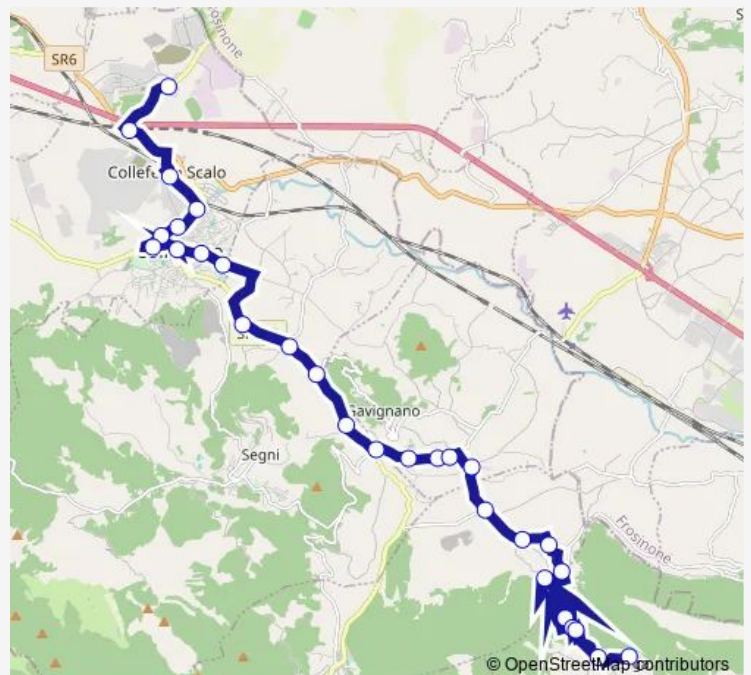 Frosinone
S
SR6
Colleferro Scalo
Gavignano
Segni
Frosinone
© OpenStreetMap contributors